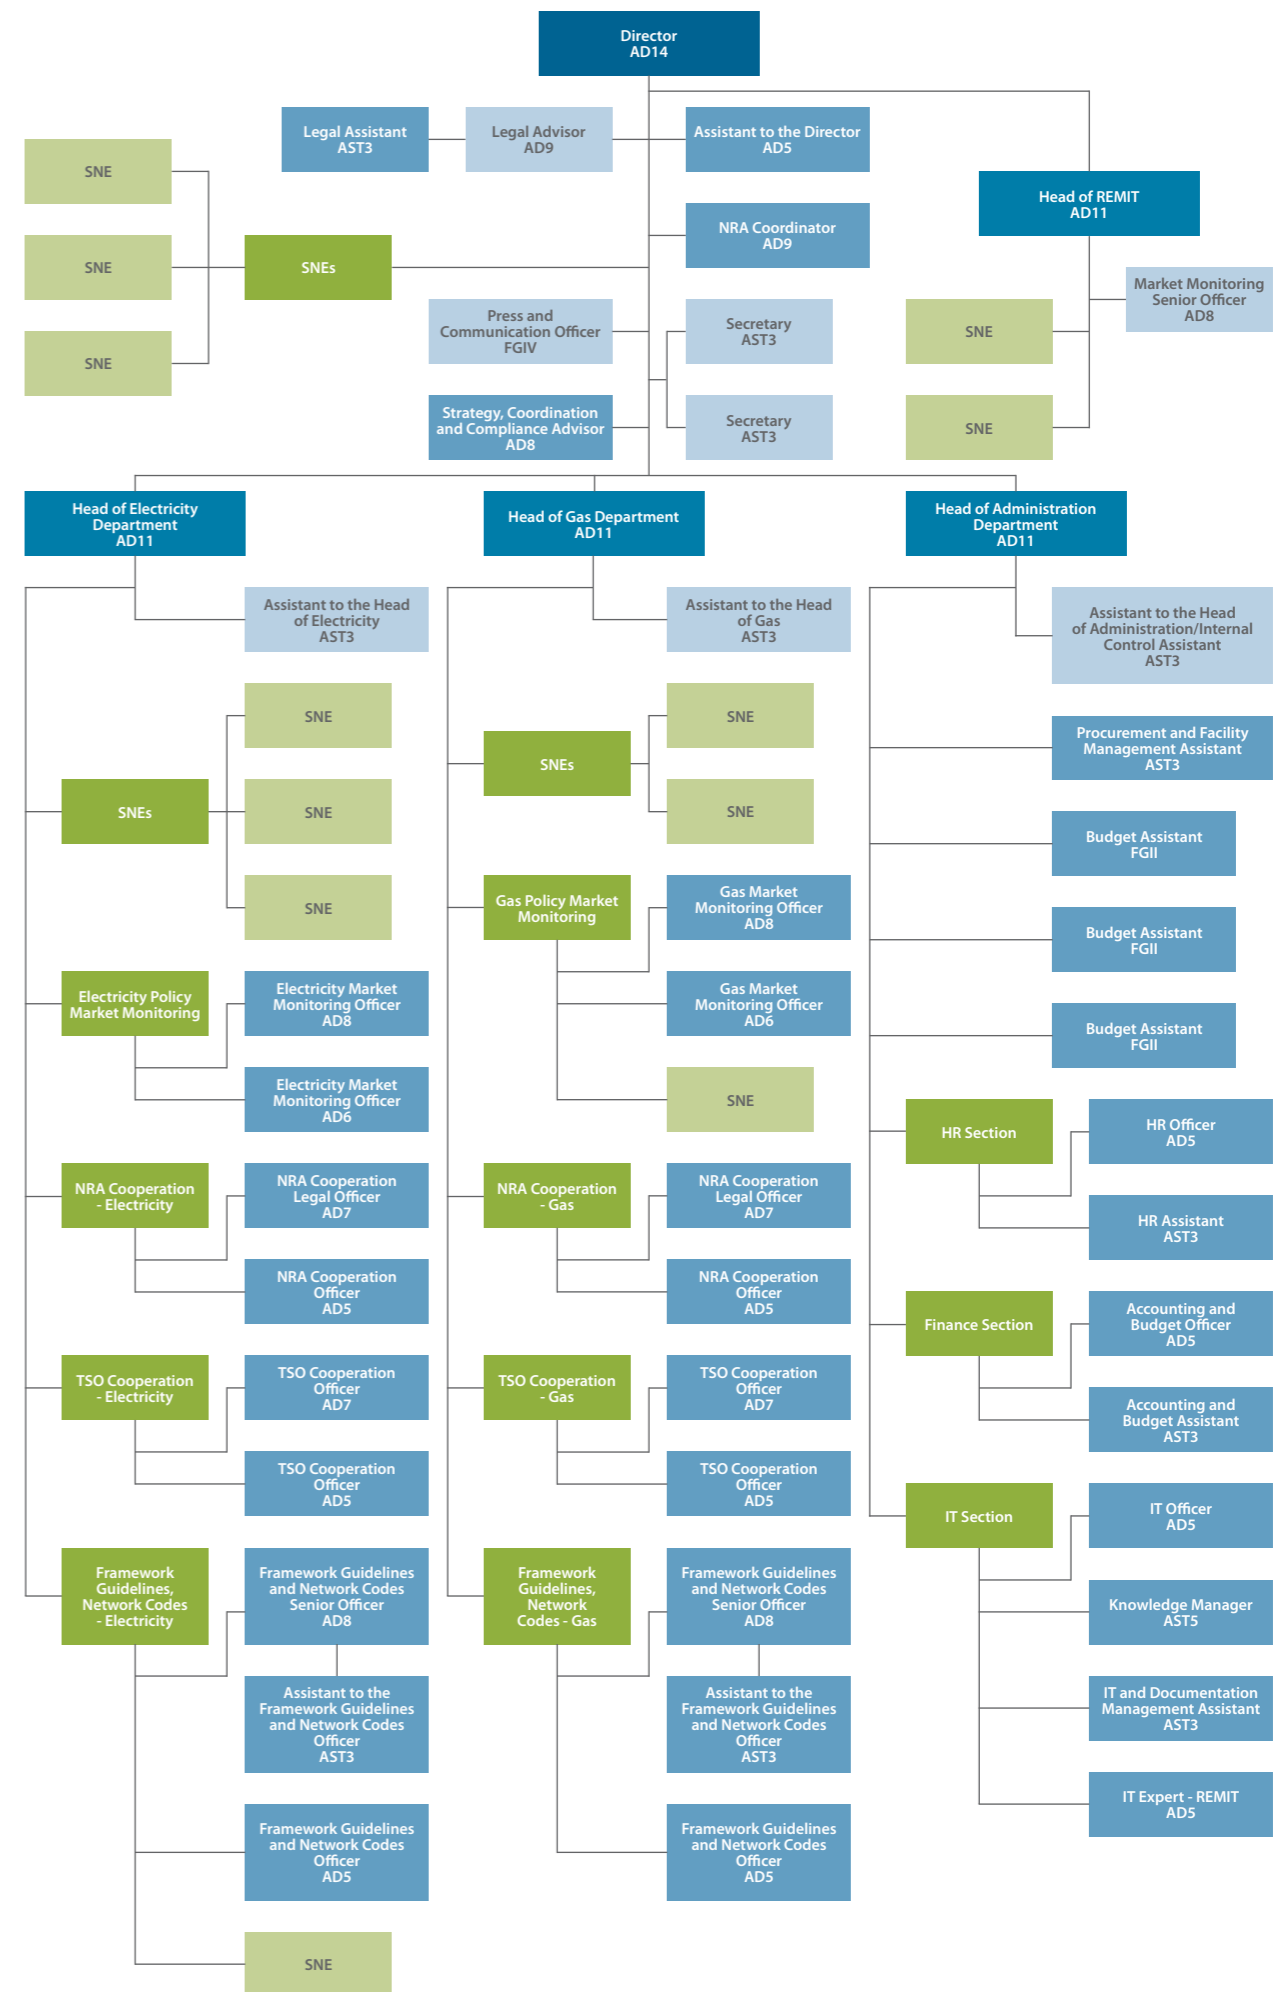 Director
AD14
Legal Assistant
AST3
Legal Advisor
AD9
Assistant to the Director
AD5
SNE
Head of REMIT
AD11
NRA Coordinator
AD9
SNE
SNEs
Market Monitoring
Senior Officer
AD8
Press and
Communication Officer
FGIV
Secretary
AST3
SNE
SNE
Strategy, Coordination
and Compliance Advisor
AD8
Secretary
AST3
SNE
Head of Electricity
Department
AD11
Head of Gas Department
AD11
Head of Administration
Department
AD11
Assistant to the Head
of Electricity
AST3
SNEs
SNE
SNE
SNE
Electricity Policy
Market Monitoring
Electricity Market
Monitoring Officer
AD8
Electricity Market
Monitoring Officer
AD6
NRA Cooperation
- Electricity
NRA Cooperation
Legal Officer
AD7
NRA Cooperation
Officer
AD5
TSO Cooperation
- Electricity
TSO Cooperation
Officer
AD7
TSO Cooperation
Officer
AD5
Framework
Guidelines,
Network Codes
- Electricity
Framework Guidelines
and Network Codes
Senior Officer
AD8
Assistant to the
Framework Guidelines
and Network Codes
Officer
AST3
Framework Guidelines
and Network Codes
Officer
AD5
SNE
Assistant to the Head
of Gas
AST3
SNEs
SNE
SNE
Gas Policy Market
Monitoring
Gas Market
Monitoring Officer
AD8
Gas Market
Monitoring Officer
AD6
SNE
NRA Cooperation
- Gas
NRA Cooperation
Legal Officer
AD7
NRA Cooperation
Officer
AD5
TSO Cooperation
- Gas
TSO Cooperation
Officer
AD7
TSO Cooperation
Officer
AD5
Framework
Guidelines,
Network
Codes - Gas
Framework Guidelines
and Network Codes
Senior Officer
AD8
Assistant to the
Framework Guidelines
and Network Codes
Officer
AST3
Framework Guidelines
and Network Codes
Officer
AD5
Assistant to the Head
of Administration/Internal
Control Assistant
AST3
Procurement and Facility
Management Assistant
AST3
Budget Assistant
FGII
Budget Assistant
FGII
Budget Assistant
FGII
HR Section
HR Officer
AD5
HR Assistant
AST3
Finance Section
Accounting and
Budget Officer
AD5
Accounting and
Budget Assistant
AST3
IT Section
IT Officer
AD5
Knowledge Manager
AST5
IT and Documentation
Management Assistant
AST3
IT Expert - REMIT
AD5